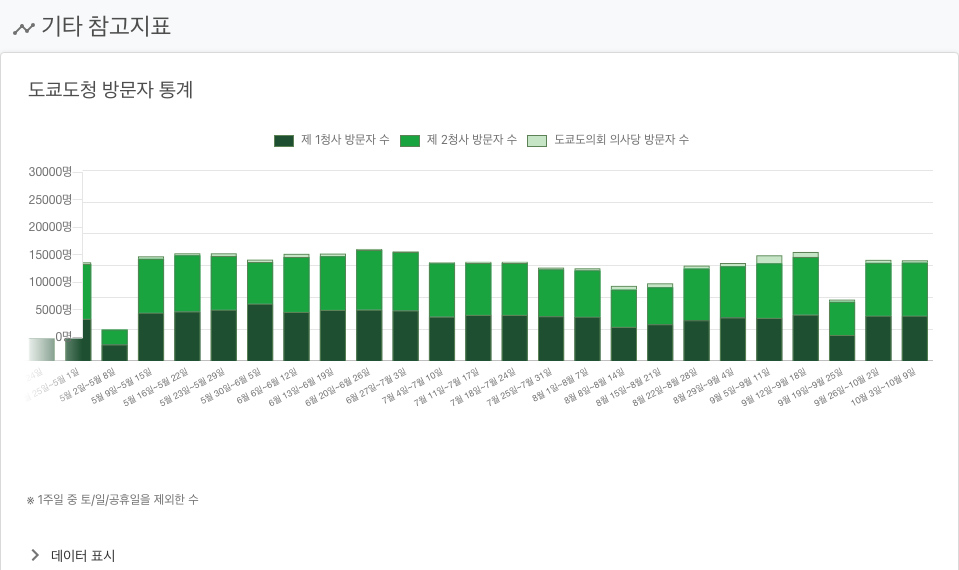 기타 참고지표
도쿄도청 방문자 통계
제 1청사 방문자 수 제 2청사 방문자 수 도쿄도의회 의사당 방문자 수
30000명
25000명
20000명
15000명
10000명
5000명
0명
25일~5월 1일
5월 2일~5월 8일
5월 9일~5월 15일
5월 16일~5월 22일
5월 23일~5월 29일
5월 30일~6월 5일
6월 6일~6월 12일
6월 13일~6월 19일
6월 20일~6월 26일
6월 27일~7월 3일
7월 4일~7월 10일
7월 11일~7월 17일
7월 18일~7월 24일
7월 25일~7월 31일
8월 1일~8월 7일
8월 8일~8월 14일
8월 15일~8월 21일
8월 22일~8월 28일
8월 29일~9월 4일
9월 5일~9월 11일
9월 12일~9월 18일
9월 19일~9월 25일
9월 26일~10월 2일
10월 3일~10월 9일
※ 1주일 중 토/일/공휴일을 제외한 수
데이터 표시